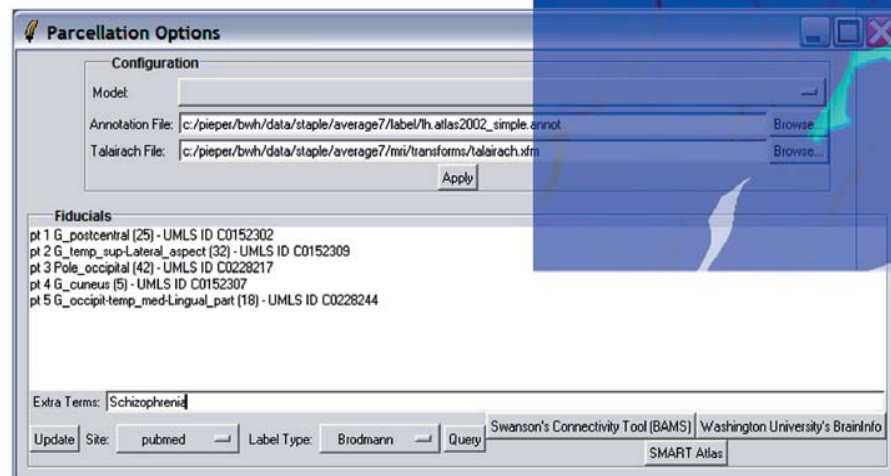 Parcellation Options
Configuration
Model:
Annotation File: c:/pieper/bwh/data/staple/average7/label/lh.atlas2002_simple.annot Browse...
Talairach File: c:/pieper/bwh/data/staple/average7/mri/transforms/talairach.xfm Browse...
Apply
Fiducials
pt 1 G_postcentral (25) - UMLS ID C0152302
pt 2 G_temp_sup-Lateral_aspect (32) - UMLS ID C0152309
pt 3 Pole_occipital (42) - UMLS ID C0228217
pt 4 G_cuneus (5) - UMLS ID C0152307
pt 5 G_occipit-temp_med-Lingual_part (18) - UMLS ID C0228244
Extra Terms: Schizophrenia
Update Site: pubmed Label Type: Brodmann Query Swanson's Connectivity Tool (BAMS) Washington University's BrainInfo
SMART Atlas